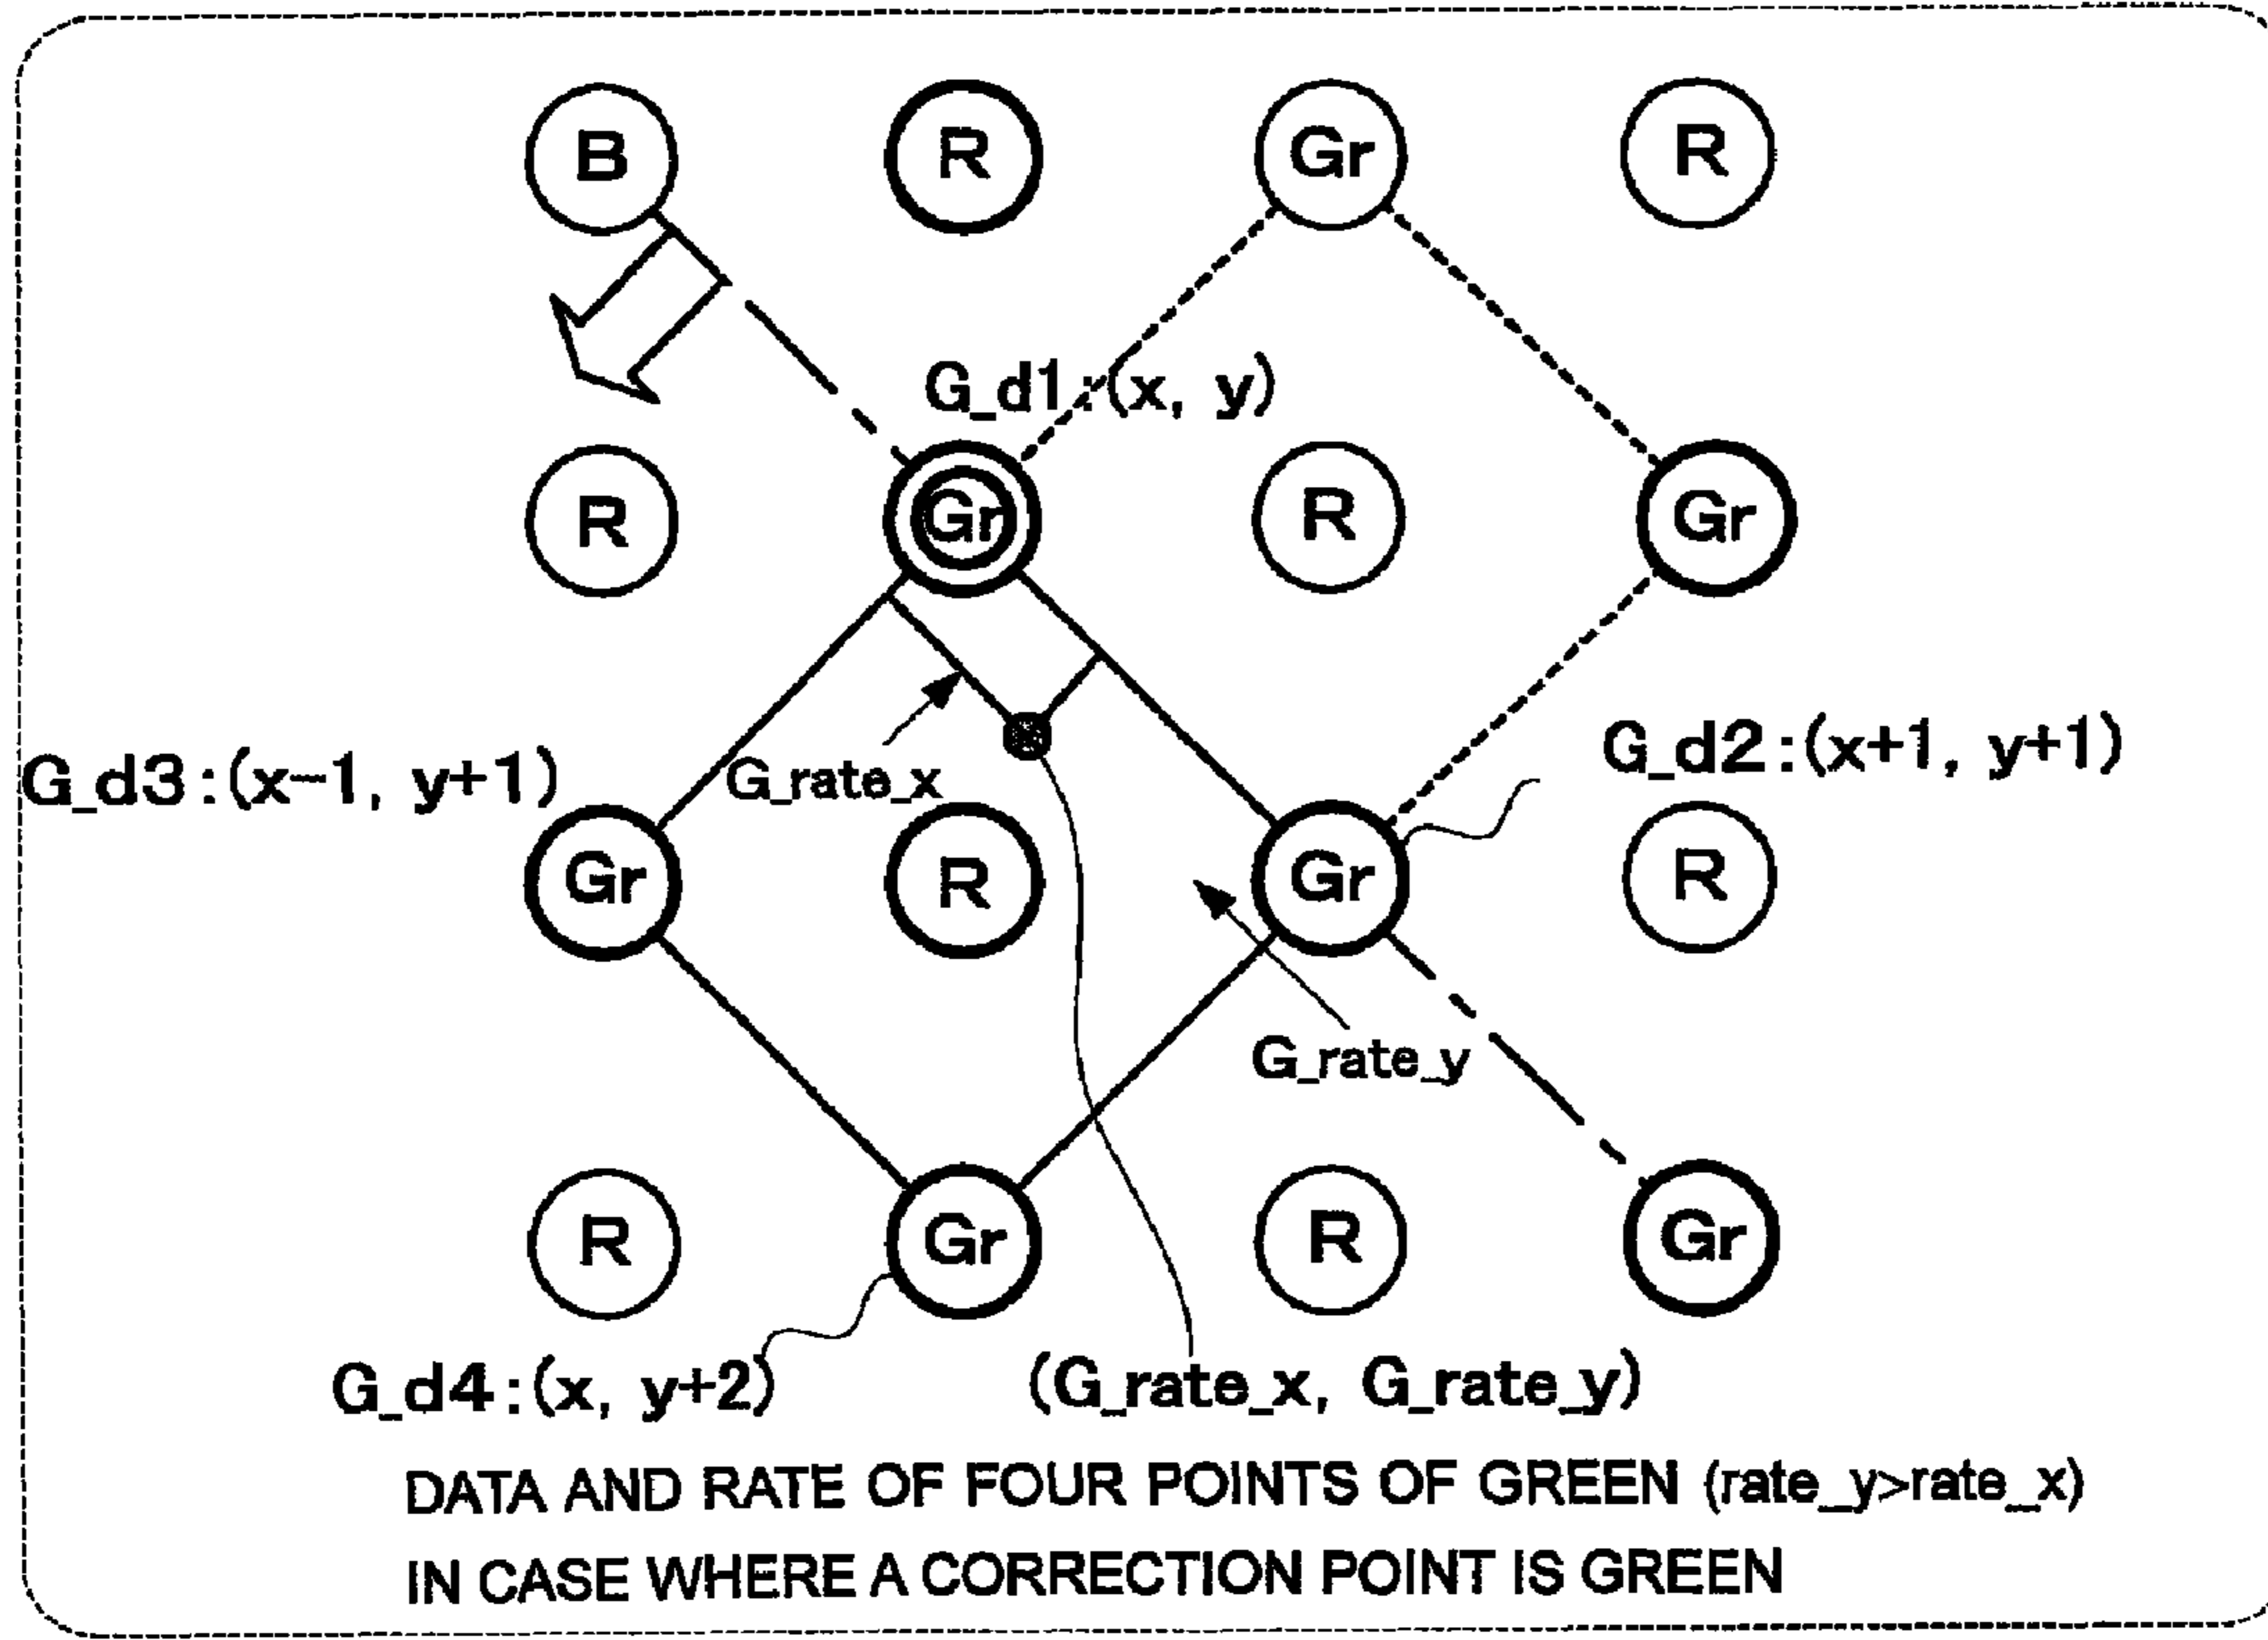 B R Gr R
G_d1:(x, y)
R Gr R Gr
G_d2:(x+1, y+1)
G_d3:(x-1, y+1)
G_rate_x
Gr R Gr R
G_rate_y
R Gr R Gr
G_d4:(x, y+2) (G_rate_x, G_rate_y)
DATA AND RATE OF FOUR POINTS OF GREEN (rate_y>rate_x)
IN CASE WHERE A CORRECTION POINT IS GREEN